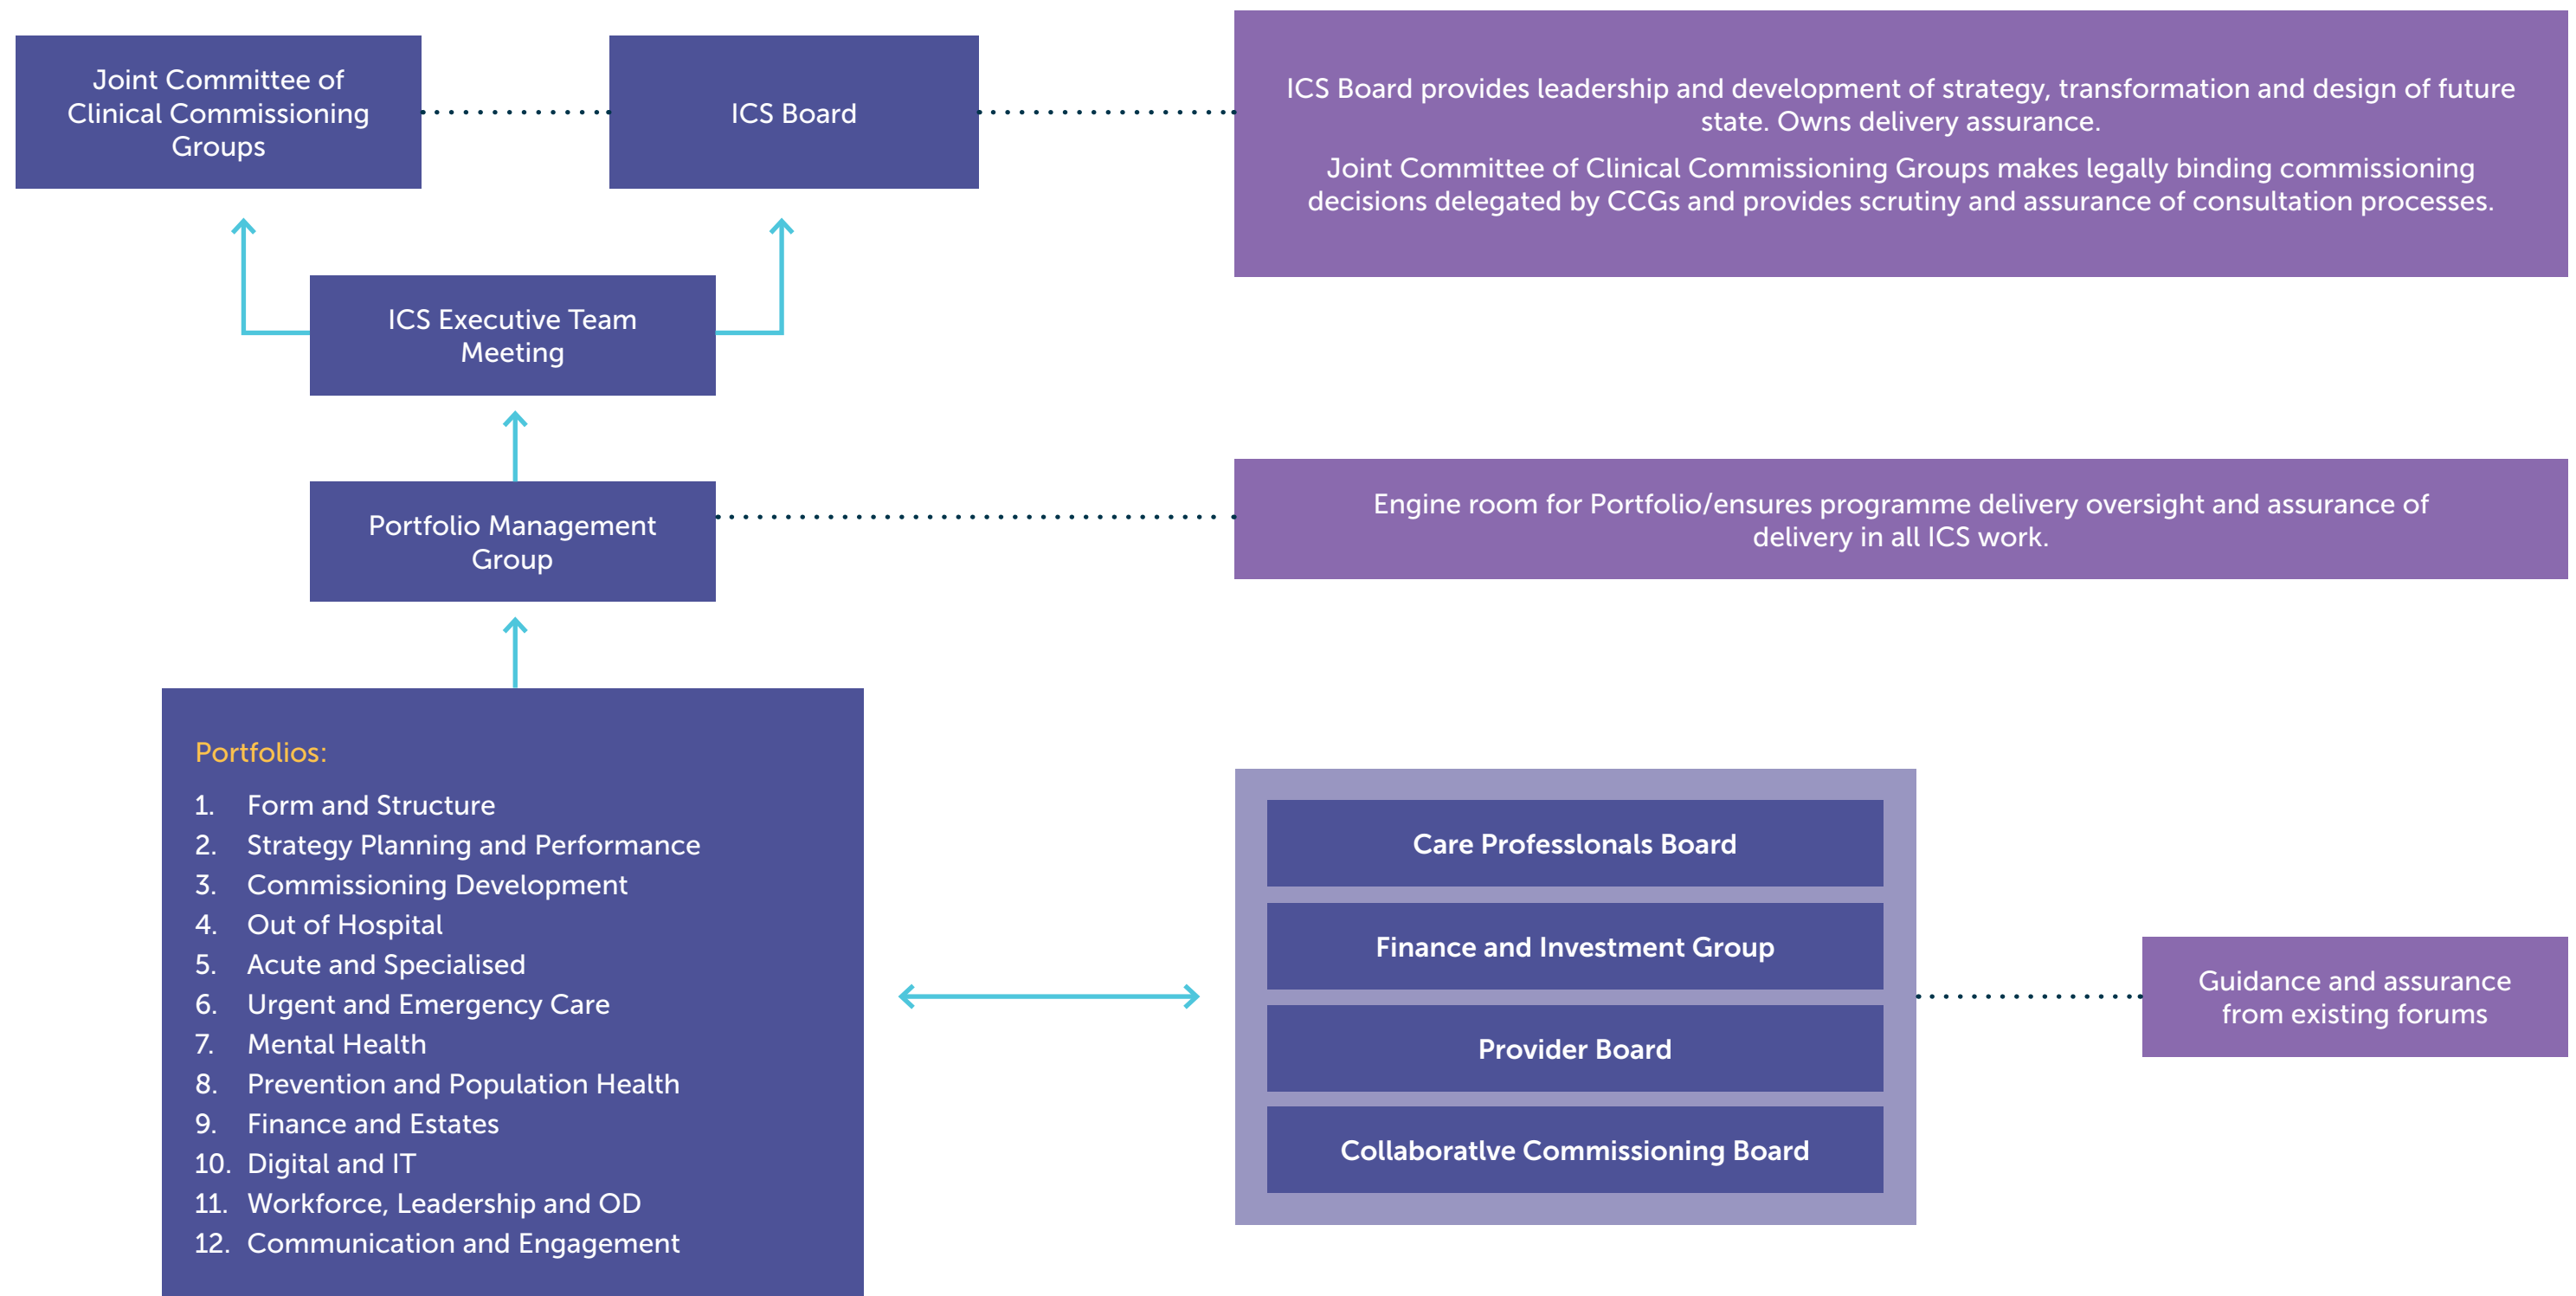 Joint Committee of
Clinical Commissioning
Groups
ICS Board
ICS Board provides leadership and development of strategy, transformation and design of future
state. Owns delivery assurance.
Joint Committee of Clinical Commissioning Groups makes legally binding commissioning
decisions delegated by CCGs and provides scrutiny and assurance of consultation processes.
ICS Executive Team
Meeting
Portfolio Management
Group
Engine room for Portfolio/ensures programme delivery oversight and assurance of
delivery in all ICS work.
Portfolios:
1. Form and Structure
2. Strategy Planning and Performance
3. Commissioning Development
4. Out of Hospital
5. Acute and Specialised
6. Urgent and Emergency Care
7. Mental Health
8. Prevention and Population Health
9. Finance and Estates
10. Digital and IT
11. Workforce, Leadership and OD
12. Communication and Engagement
Care Professlonals Board
Finance and Investment Group
Provider Board
Collaboratlve Commissioning Board
Guidance and assurance
from existing forums